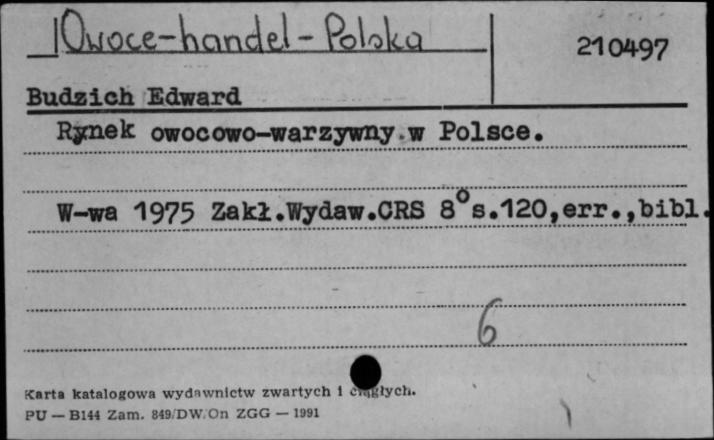 Owoce-handel-Polska
210497
Budzich Edward
Rynek owocowo-warzywny w Polsce.
W-wa 1975 Zakł.Wydaw.CRS 8° s.120,err.,bibl.
6
Karta katalogowa wydawnictw zwartych i ciągłych.
PU — B144 Zam. 849/DW/On ZGG — 1991